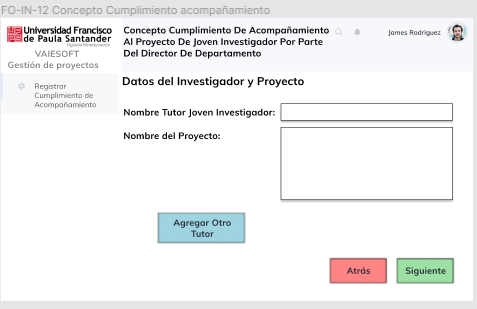 FO-IN-12 Concepto Cumplimiento acompañamiento
Universidad Francisco
de Paula Santander
Vigilada Mineducación
VAIESOFT
Gestión de proyectos
Registrar
Cumplimiento de
Acompañamiento
Concepto Cumplimiento De Acompañamiento
Al Proyecto De Joven Investigador Por Parte
Del Director De Departamento
James Rodriguez
Datos del Investigador y Proyecto
Nombre Tutor Joven Investigador:
Nombre del Proyecto:
Agregar Otro
Tutor
Atrás
Siguiente